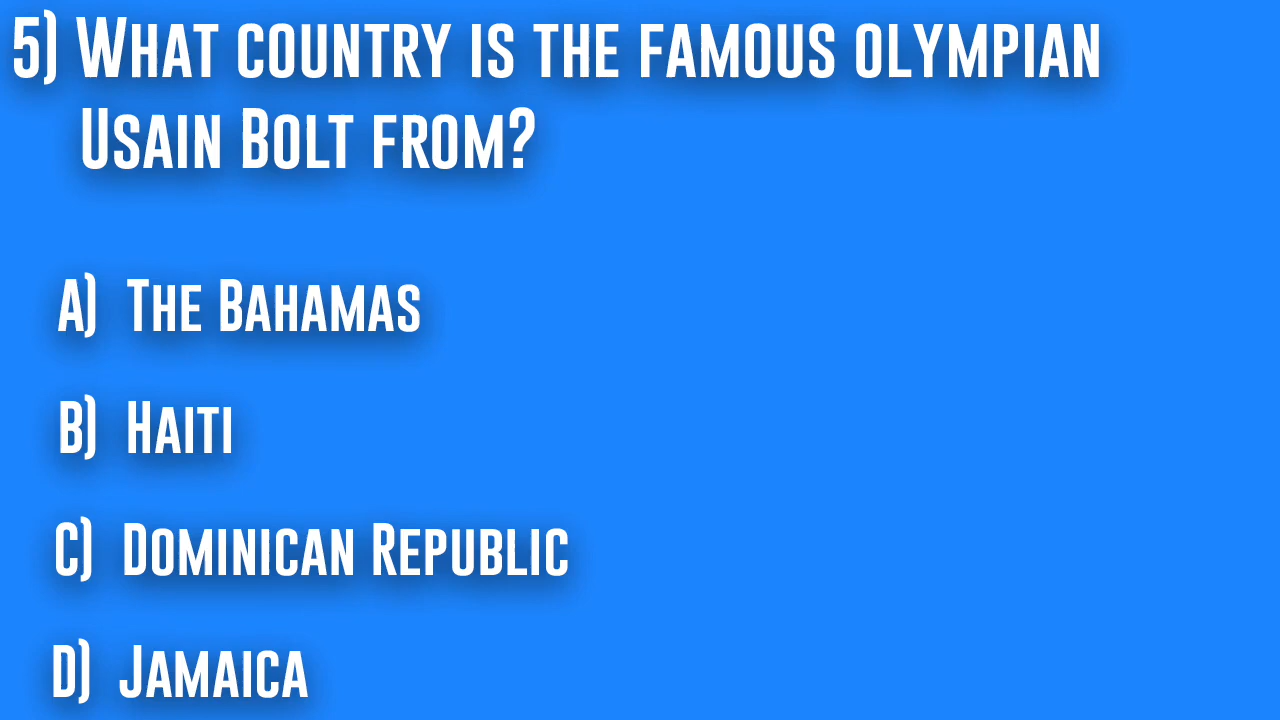 5) What country is the famous olympian
Usain Bolt from?
A) The Bahamas
B) Haiti
C) Dominican Republic
D) Jamaica